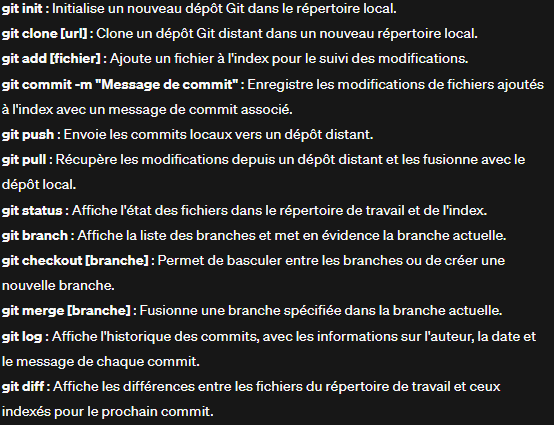 git init : Initialise un nouveau dépôt Git dans le répertoire local.
git clone [url] : Clone un dépôt Git distant dans un nouveau répertoire local.
git add [fichier] : Ajoute un fichier à l'index pour le suivi des modifications.
git commit -m "Message de commit" : Enregistre les modifications de fichiers ajoutés
à l'index avec un message de commit associé.
git push : Envoie les commits locaux vers un dépôt distant.
git pull : Récupère les modifications depuis un dépôt distant et les fusionne avec le
dépôt local.
git status : Affiche l'état des fichiers dans le répertoire de travail et de l'index.
git branch : Affiche la liste des branches et met en évidence la branche actuelle.
git checkout [branche] : Permet de basculer entre les branches ou de créer une
nouvelle branche.
git merge [branche] : Fusionne une branche spécifiée dans la branche actuelle.
git log : Affiche l'historique des commits, avec les informations sur l'auteur, la date et
le message de chaque commit.
git diff : Affiche les différences entre les fichiers du répertoire de travail et ceux
indexés pour le prochain commit.